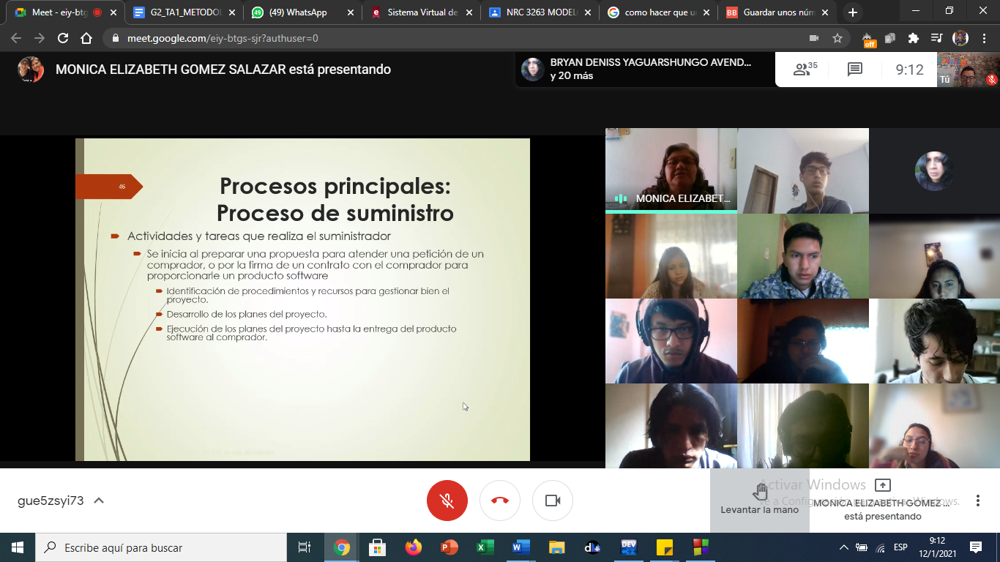 Meet - eiy-btg
G2_TA1_METODOL
(49) WhatsApp
Sistema Virtual de
NRC 3263 MODEL
como hacer que u
BB
Guardar unos núm
meet.google.com/eiy-btgs-sjr?authuser=0
off
MONICA ELIZABETH GOMEZ SALAZAR está presentando
BRYAN DENISS YAGUARSHUNGO AVEND...
y 20 más
35
9:12
Tú
46
Procesos principales:
Proceso de suministro
Actividades y tareas que realiza el suministrador
Se inicia al preparar una propuesta para atender una petición de un
comprador, o por la firma de un contrato con el comprador para
proporcionarle un producto software
Identificación de procedimientos y recursos para gestionar bien el
proyecto.
Desarrollo de los planes del proyecto.
Ejecución de los planes del proyecto hasta la entrega del producto
software al comprador.
MONICA ELIZABET...
gue5zsyi73
Levantar la mano
Activar Windows
Ve a Configuración para activar Windows.
MONICA ELIZABETH GOMEZ...
está presentando
Escribe aquí para buscar
DEV
C++
ESP
9:12
12/1/2021